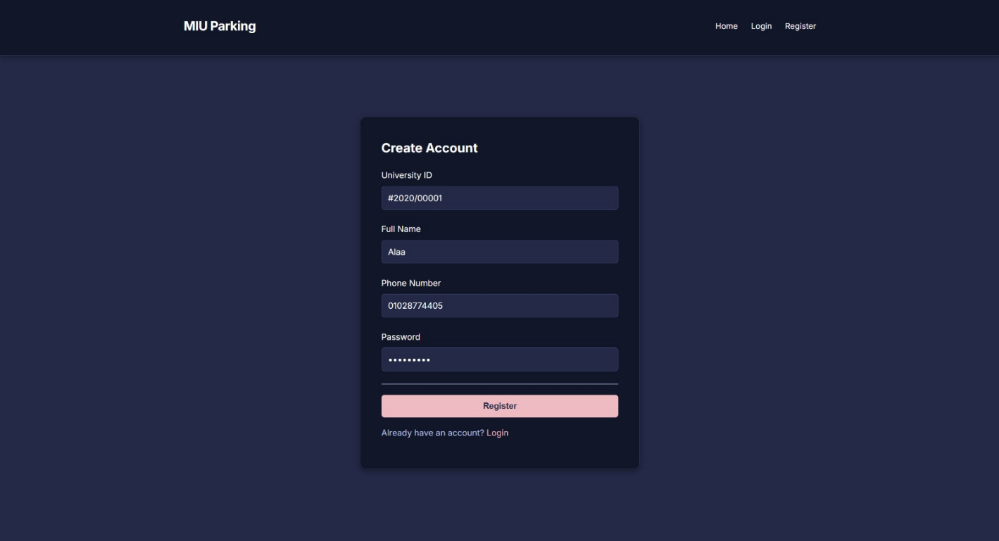 MIU Parking
Home Login Register
Create Account
University ID
#2020/00001
Full Name
Alaa
Phone Number
01028774405
Password
•••••••••
Register
Already have an account? Login